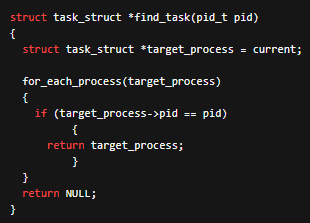 struct task_struct *find_task(pid_t pid)
{
  struct task_struct *target_process = current;

  for_each_process(target_process)
  {
    if (target_process->pid == pid)
          {
      return target_process;
          }
  }
  return NULL;
}